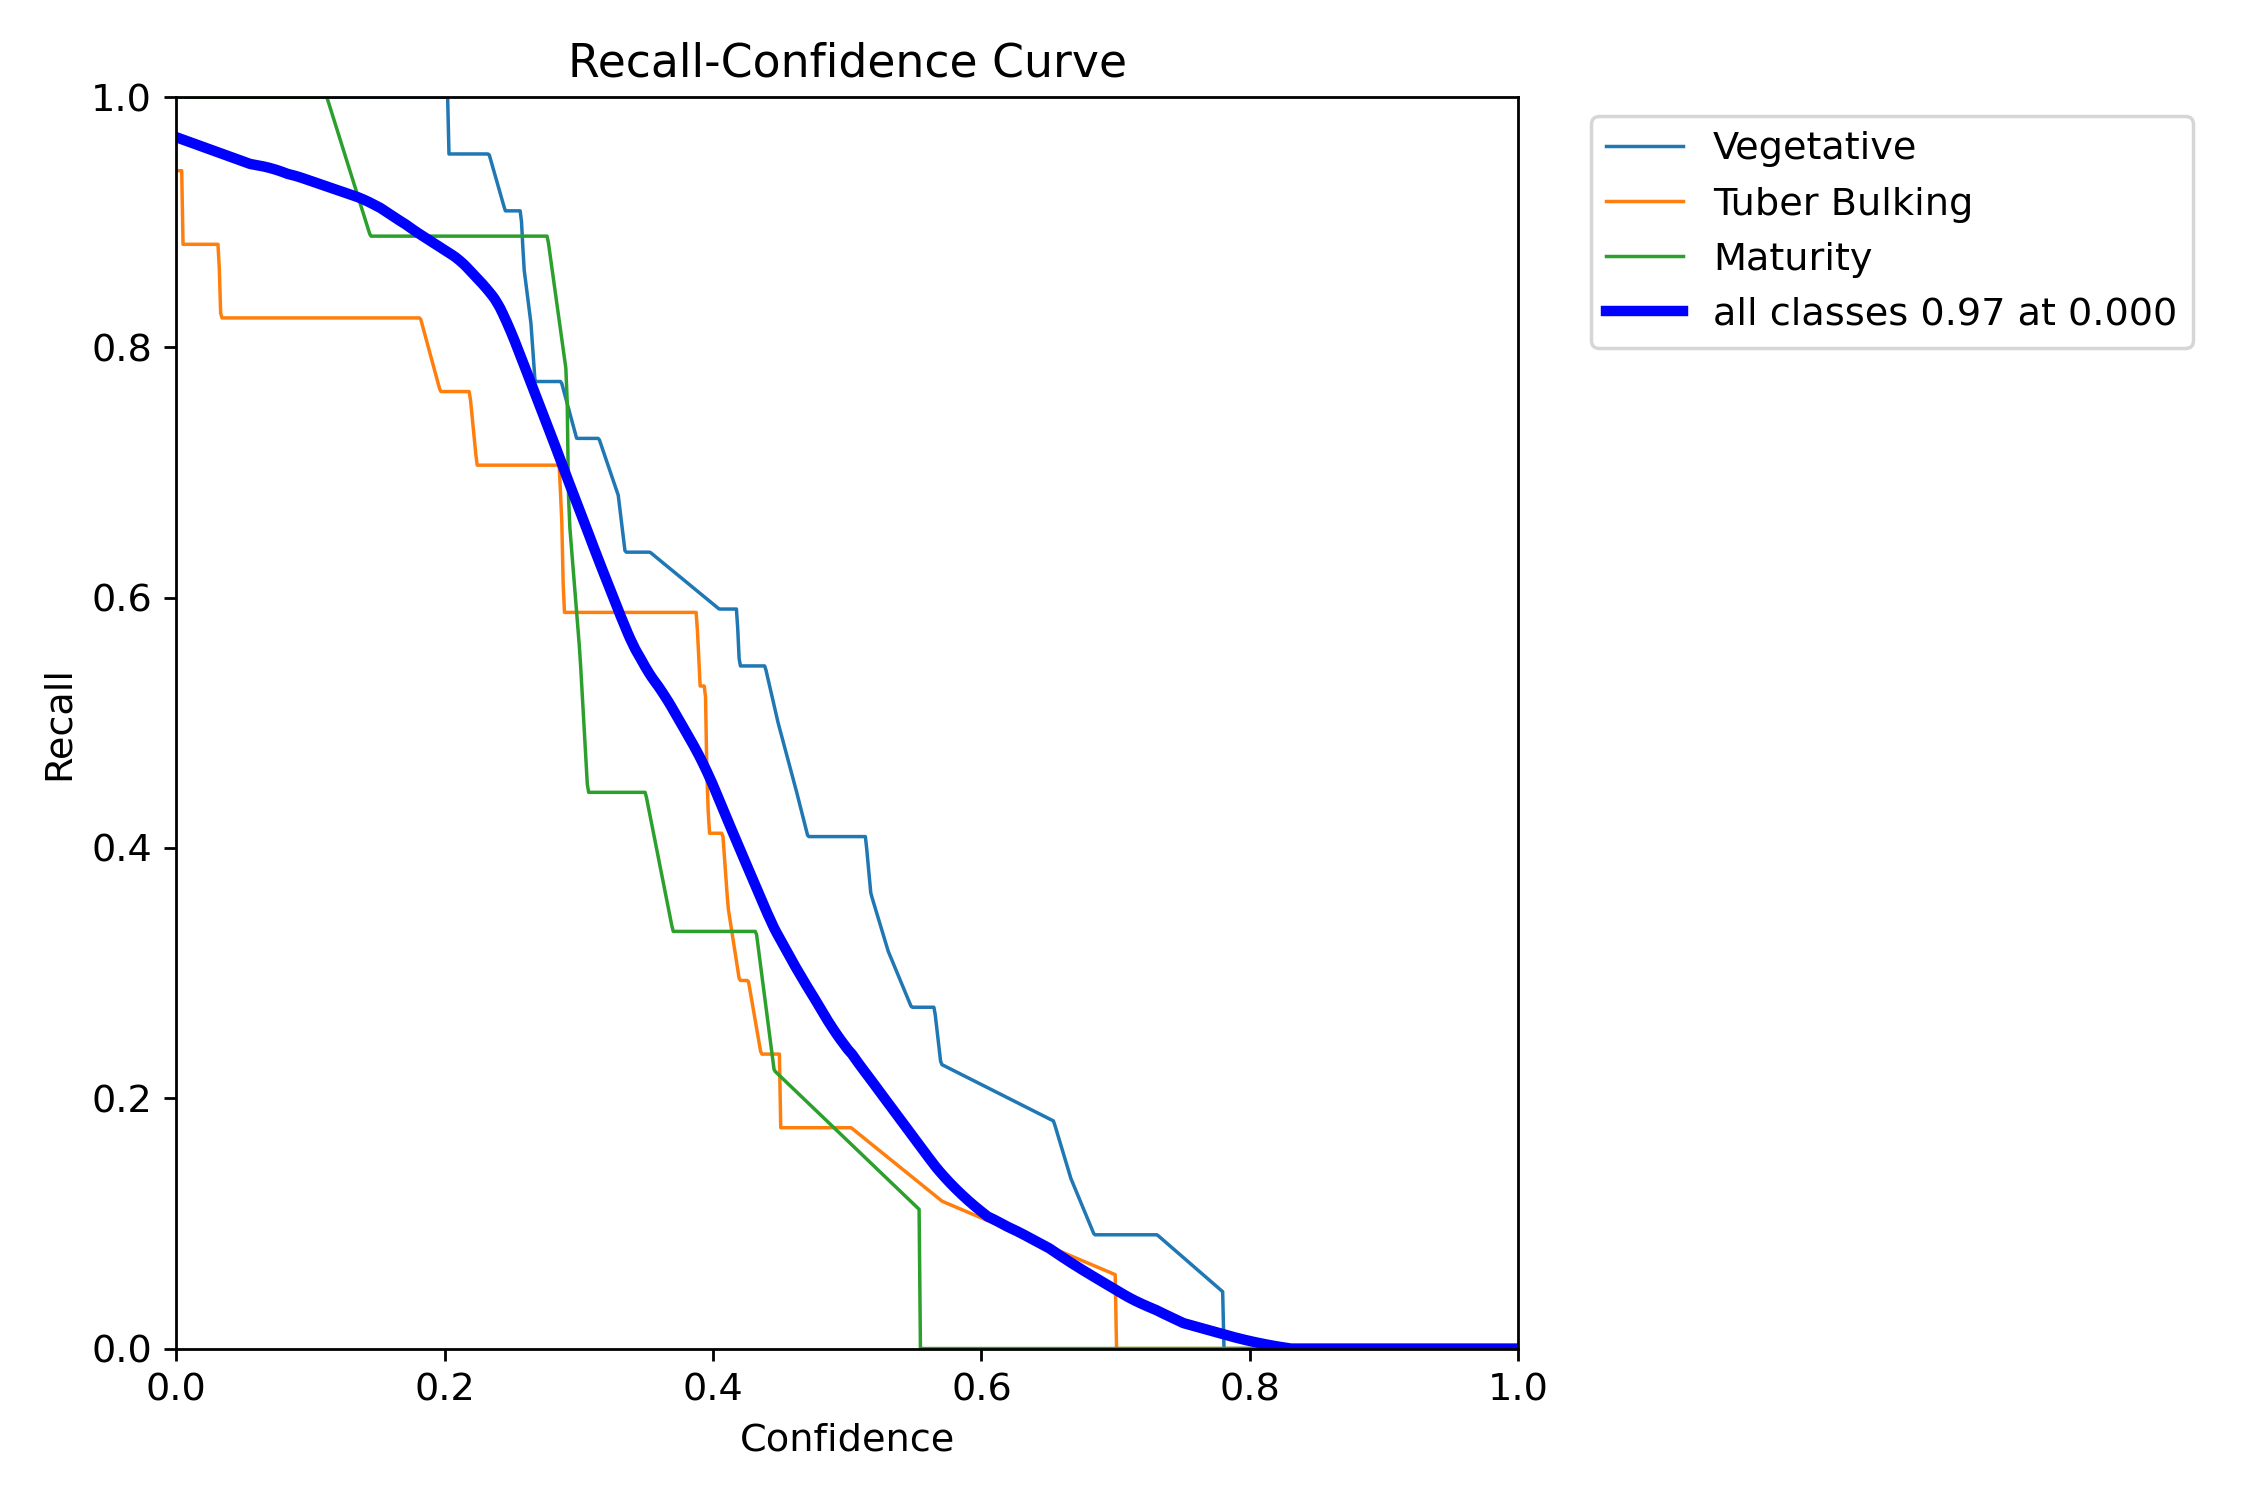 Recall-Confidence Curve
1.0
0.8
0.6
0.4
0.2
0.0
Recall
0.0 0.2 0.4 0.6 0.8 1.0
Confidence
Vegetative
Tuber Bulking
Maturity
all classes 0.97 at 0.000